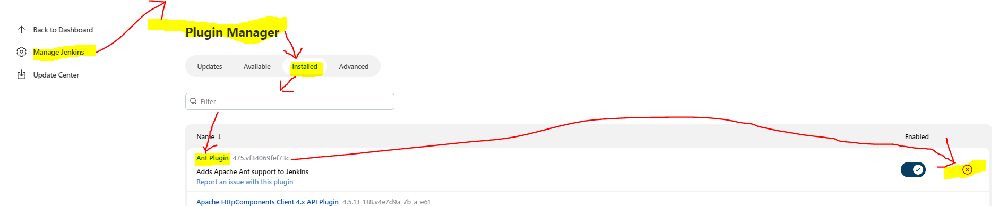 Back to Dashboard
Manage Jenkins
Update Center
Plugin Manager
Updates Available Installed Advanced
Filter
Name ↓ Enabled
Ant Plugin 475.vf34069fef73c
Adds Apache Ant support to Jenkins
Report an issue with this plugin
Apache HttpComponents Client 4.x API Plugin 4.5.13-138.v4e7d9a_7b_a_e61